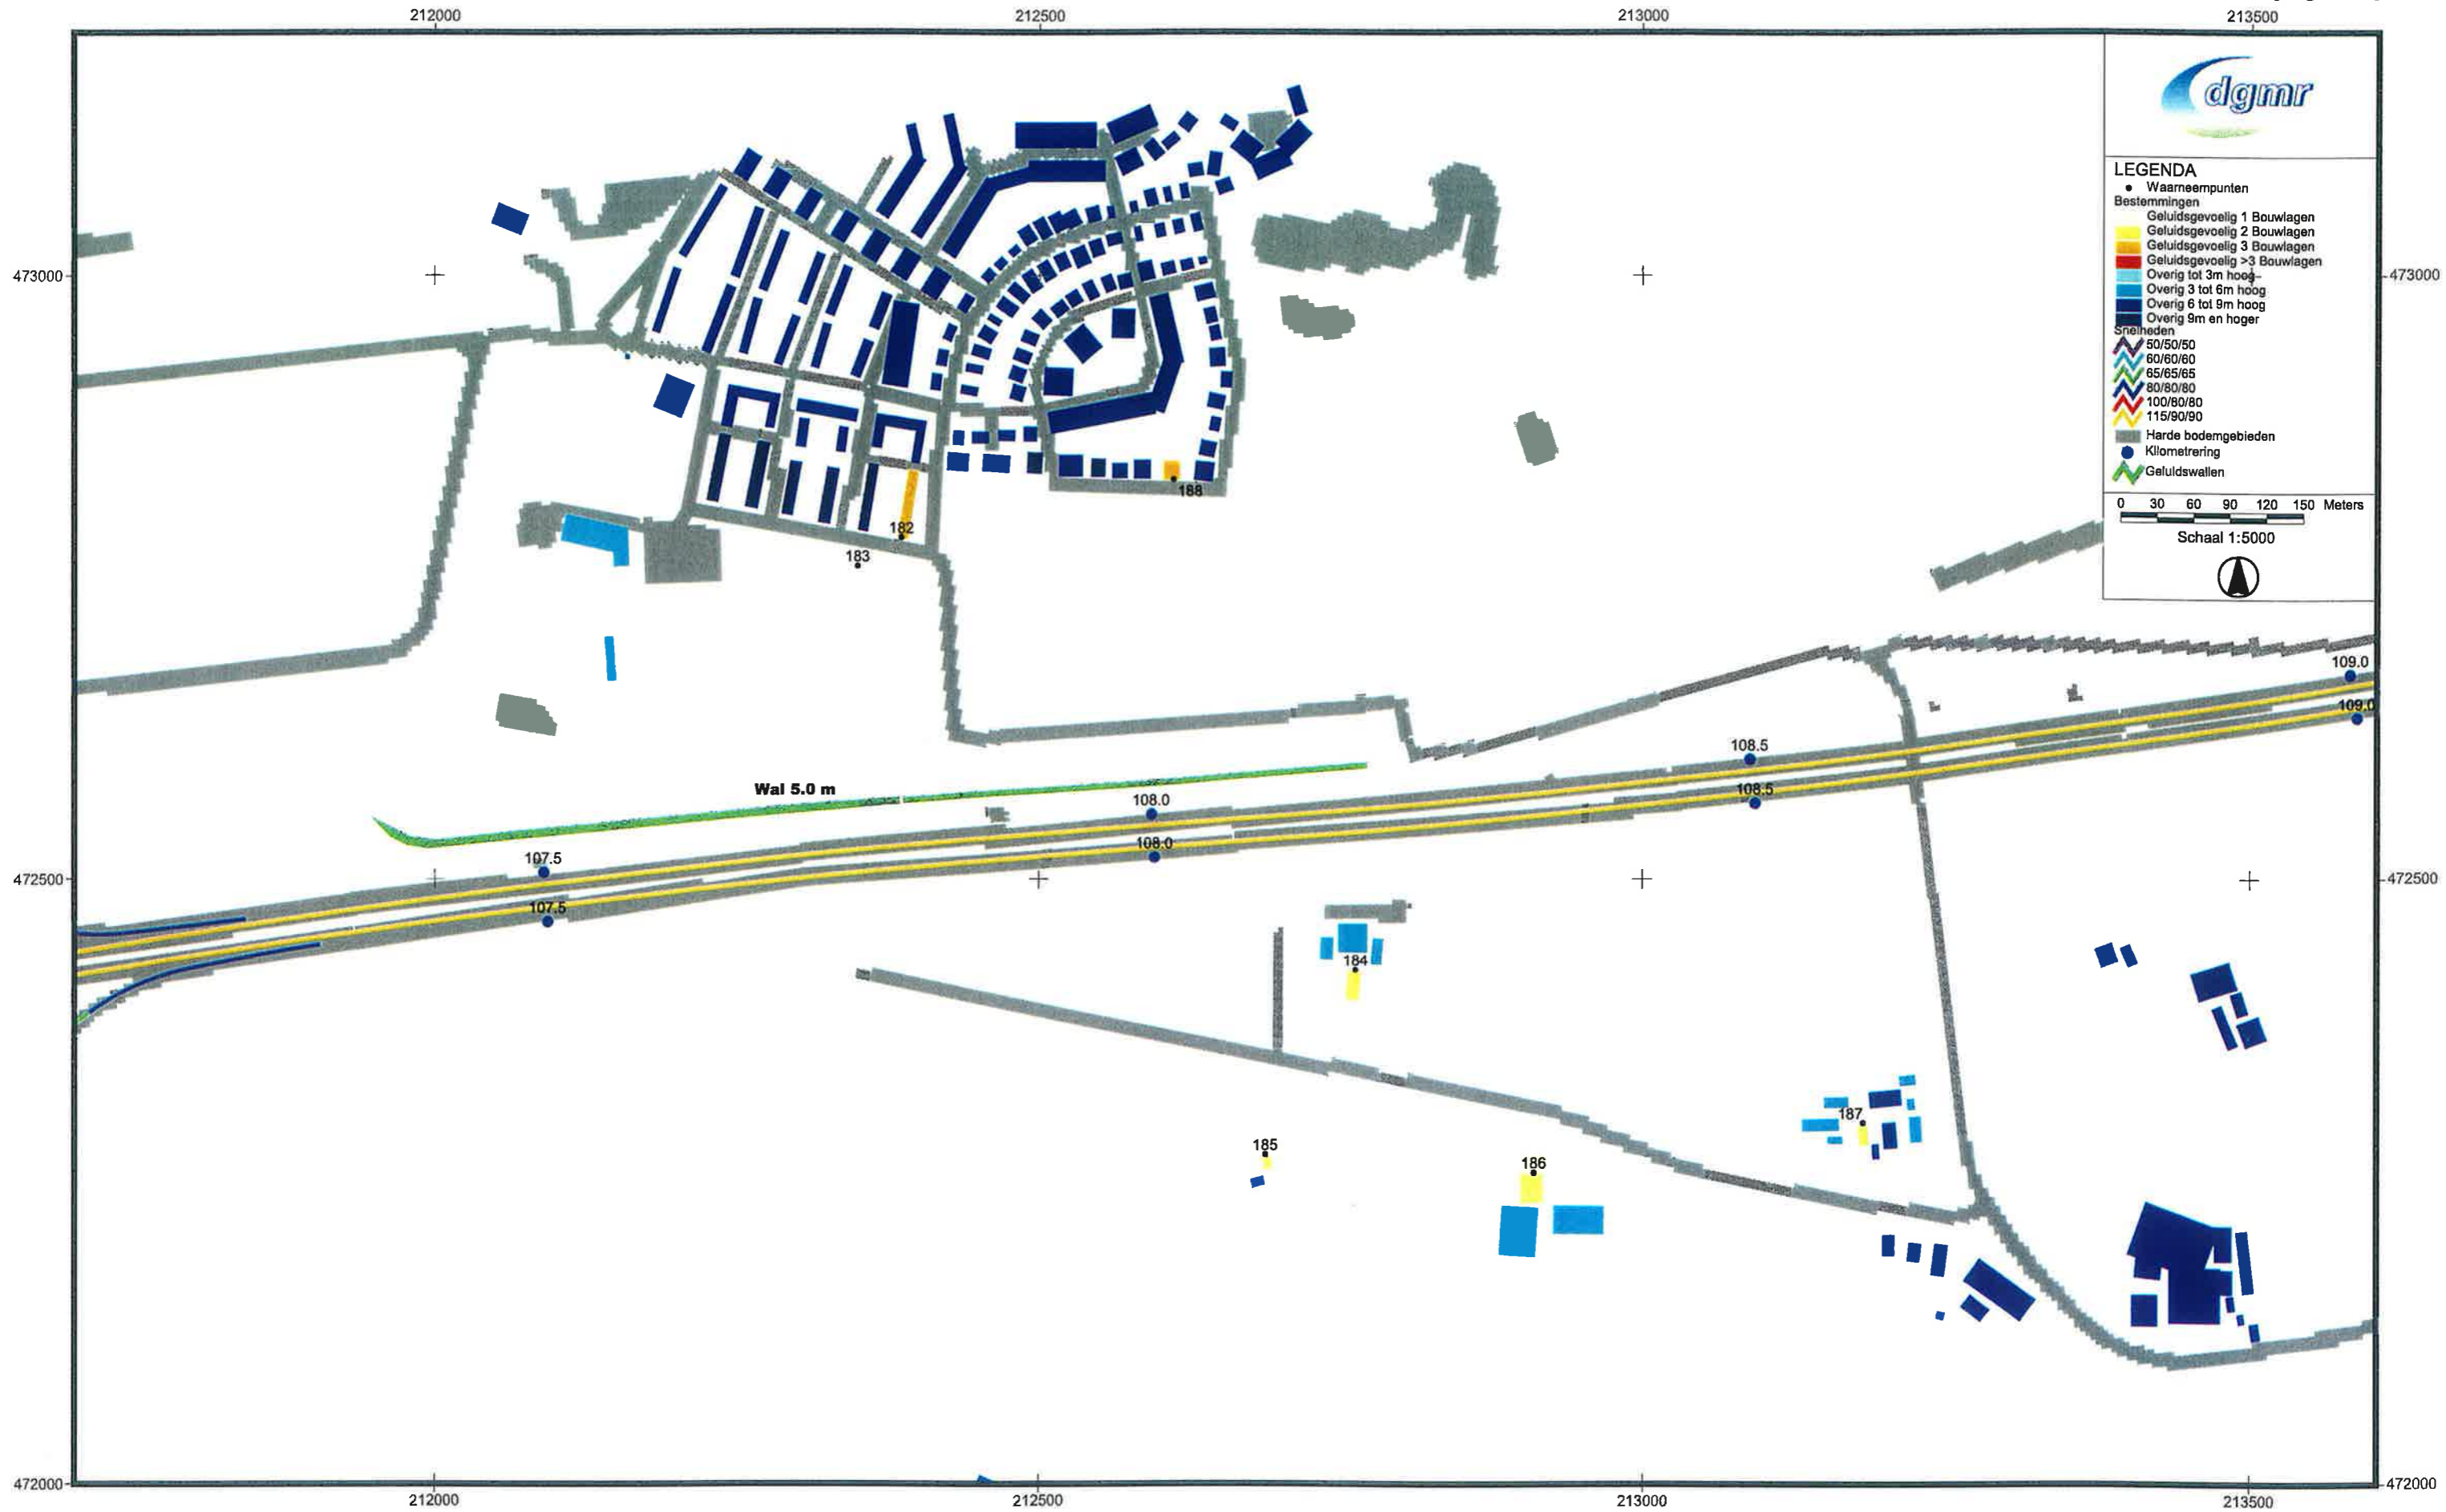 212000
212500
213000
213500
dgmr
LEGENDA
Waarneempunten
Bestemmingen
Geluidsgevoelig 1 Bouwlagen
Geluidsgevoelig 2 Bouwlagen
Geluidsgevoelig 3 Bouwlagen
Geluidsgevoelig >3 Bouwlagen
Overig tot 3m hoog
Overig 3 tot 6m hoog
Overig 6 tot 9m hoog
Overig 9m en hoger
Snelheden
50/50/50
60/60/60
65/65/65
80/80/80
100/80/80
115/90/90
Harde bodemgebieden
Kilometrering
Geluidswallen
0 30 60 90 120 150 Meters
Schaal 1:5000
473000
473000
188
182
183
109.0
109.0
108.5
108.5
Wal 5.0 m
108.0
108.0
107.5
107.5
472500
472500
184
187
185
186
472000
472000
212000
212500
213000
213500